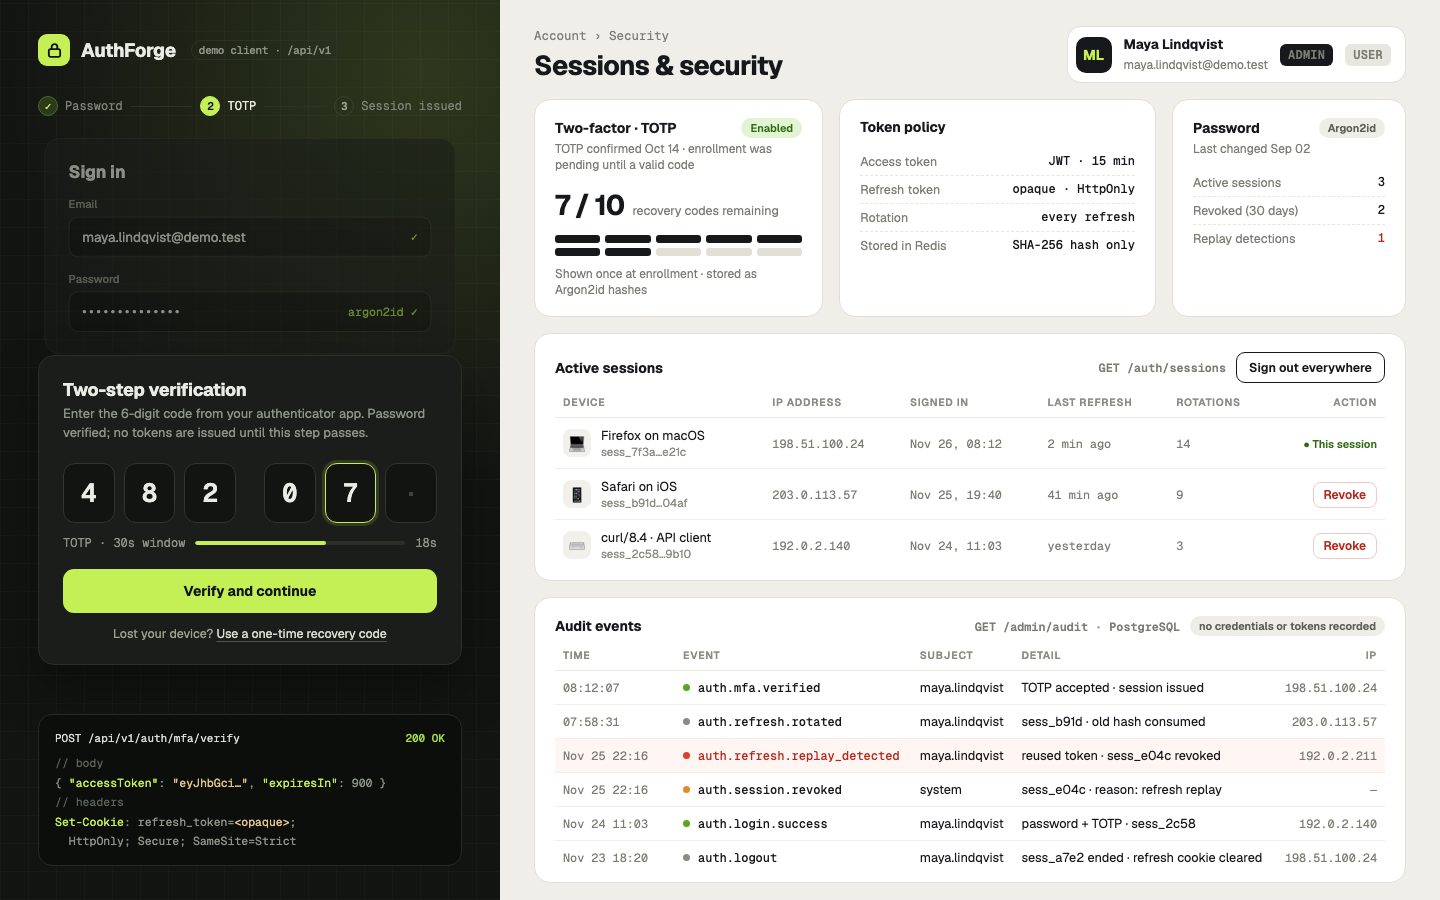 AuthForge
demo client · /api/v1
✓ Password
2 TOTP
3 Session issued
Sign in
Email
maya.lindqvist@demo.test ✓
Password
•••••••••••••• argon2id ✓
Two-step verification
Enter the 6-digit code from your authenticator app. Password
verified; no tokens are issued until this step passes.
4 8 2 0 7 ·
TOTP · 30s window 18s
Verify and continue
Lost your device? Use a one-time recovery code
POST /api/v1/auth/mfa/verify 200 OK
// body
{ "accessToken": "eyJhbGci…", "expiresIn": 900 }
// headers
Set-Cookie: refresh_token=<opaque>;
HttpOnly; Secure; SameSite=Strict
Account › Security
Sessions & security
ML
Maya Lindqvist
maya.lindqvist@demo.test
ADMIN
USER
Two-factor · TOTP Enabled
TOTP confirmed Oct 14 · enrollment was
pending until a valid code
7 / 10 recovery codes remaining
Shown once at enrollment · stored as
Argon2id hashes
Token policy
Access token JWT · 15 min
Refresh token opaque · HttpOnly
Rotation every refresh
Stored in Redis SHA-256 hash only
Password Argon2id
Last changed Sep 02
Active sessions 3
Revoked (30 days) 2
Replay detections 1
Active sessions GET /auth/sessions Sign out everywhere
DEVICE IP ADDRESS SIGNED IN LAST REFRESH ROTATIONS ACTION
Firefox on macOS 198.51.100.24 Nov 26, 08:12 2 min ago 14 ● This session
sess_7f3a…e21c
Safari on iOS 203.0.113.57 Nov 25, 19:40 41 min ago 9 Revoke
sess_b91d…04af
curl/8.4 · API client 192.0.2.140 Nov 24, 11:03 yesterday 3 Revoke
sess_2c58…9b10
Audit events GET /admin/audit · PostgreSQL no credentials or tokens recorded
TIME EVENT SUBJECT DETAIL IP
08:12:07 auth.mfa.verified maya.lindqvist TOTP accepted · session issued 198.51.100.24
07:58:31 auth.refresh.rotated maya.lindqvist sess_b91d · old hash consumed 203.0.113.57
Nov 25 22:16 auth.refresh.replay_detected maya.lindqvist reused token · sess_e04c revoked 192.0.2.211
Nov 25 22:16 auth.session.revoked system sess_e04c · reason: refresh replay –
Nov 24 11:03 auth.login.success maya.lindqvist password + TOTP · sess_2c58 192.0.2.140
Nov 23 18:20 auth.logout maya.lindqvist sess_a7e2 ended · refresh cookie cleared 198.51.100.24